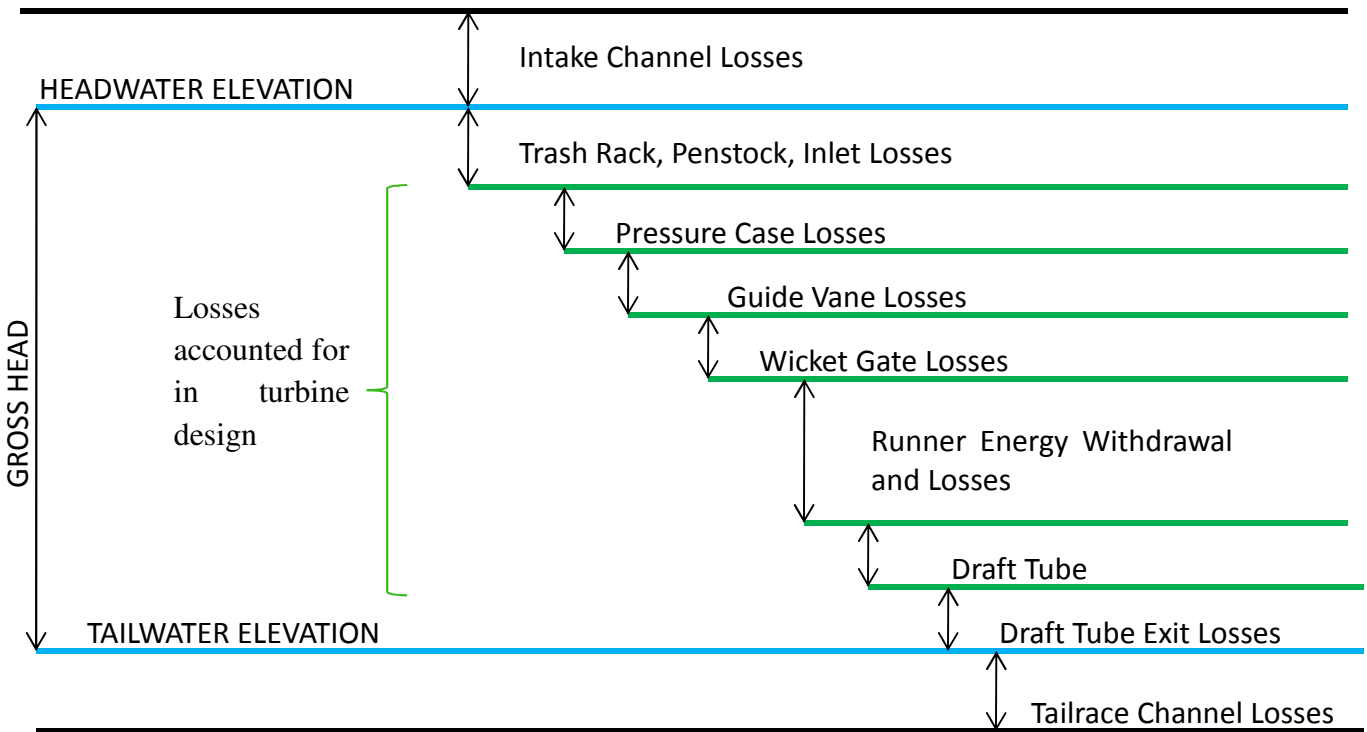 Intake Channel Losses
HEADWATER ELEVATION
Trash Rack, Penstock, Inlet Losses
Pressure Case Losses
Guide Vane Losses
Losses
accounted for
in turbine
design
GROSS HEAD
Wicket Gate Losses
Runner Energy Withdrawal
and Losses
Draft Tube
TAILWATER ELEVATION
Draft Tube Exit Losses
Tailrace Channel Losses